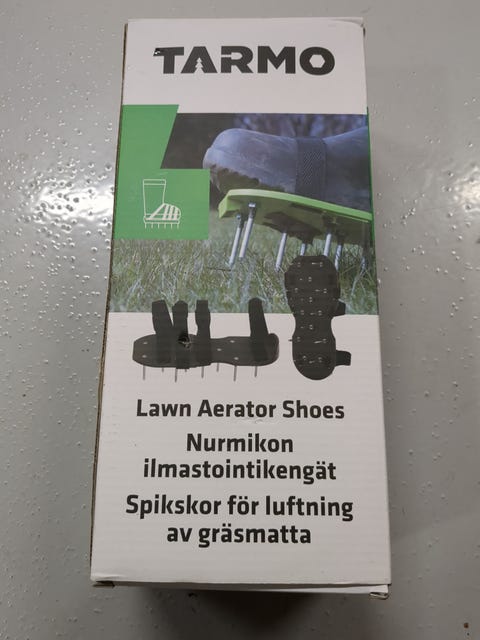 TARMO
Lawn Aerator Shoes
Nurmikon
ilmastointikengät
Spikskor för luftning
av gräsmatta